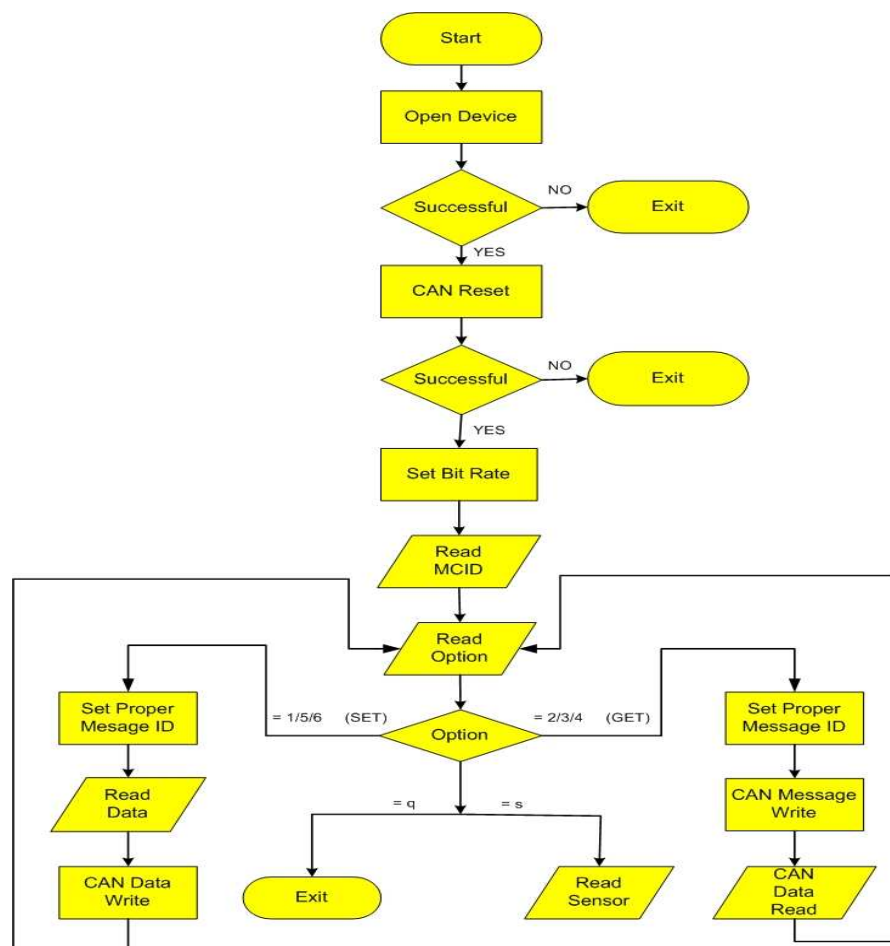 Start
Open Device
Successful
NO
Exit
YES
CAN Reset
Successful
NO
Exit
YES
Set Bit Rate
Read
MCID
Read
Option
Set Proper
Mesage ID
= 1/5/6 (SET)
Option
= 2/3/4 (GET)
Set Proper
Message ID
Read
Data
= q
= s
CAN Message
Write
CAN Data
Write
Exit
Read
Sensor
CAN
Data
Read